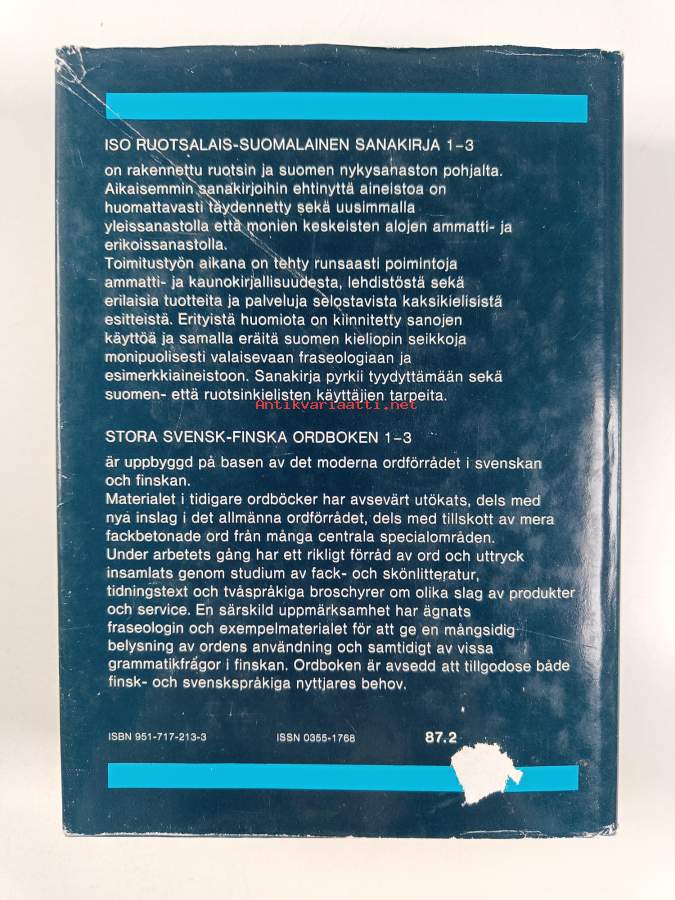 ISO RUOTSALAIS-SUOMALAINEN SANAKIRJA 1–3
on rakennettu ruotsin ja suomen nykysanaston pohjalta.
Aikaisemmin sanakirjoihin ehtinyttä aineistoa on
huomattavasti täydennetty sekä uusimmalla
yleissanastolla että monien keskeisten alojen ammatti- ja
erikoissanastolla.
Toimitustyön aikana on tehty runsaasti poimintoja
ammatti- ja kaunokirjallisuudesta, lehdistöstä sekä
erilaisia tuotteita ja palveluja selostavista kaksikielisistä
esitteistä. Erityistä huomiota on kiinnitetty sanojen
käyttöä ja samalla eräitä suomen kieliopin seikkoja
monipuolisesti valaisevaan fraseologiaan ja
esimerkkiaineistoon. Sanakirja pyrkii tyydyttämään sekä
suomen- että ruotsinkielisten käyttäjien tarpeita.
Antikvariaatti.net
STORA SVENSK-FINSKA ORDBOKEN 1–3
är uppbyggd på basen av det moderna ordförrådet i svenskan
och finskan.
Materialet i tidigare ordböcker har avsevärt utökats, dels med
nya inslag i det allmänna ordförrådet, dels med tillskott av mera
fackbetonade ord från många centrala specialområden.
Under arbetets gång har ett rikligt förråd av ord och uttryck
insamlats genom studium av fack- och skönlitteratur,
tidningstext och tvåspråkiga broschyrer om olika slag av produkter
och service. En särskild uppmärksamhet har ägnats
fraseologin och exempelmaterialet för att ge en mångsidig
belysning av ordens användning och samtidigt av vissa
grammatikfrågor i finskan. Ordboken är avsedd att tillgodose både
finsk- och svenskspråkiga nyttjares behov.
ISBN 951-717-213-3 ISSN 0355-1768 87.2